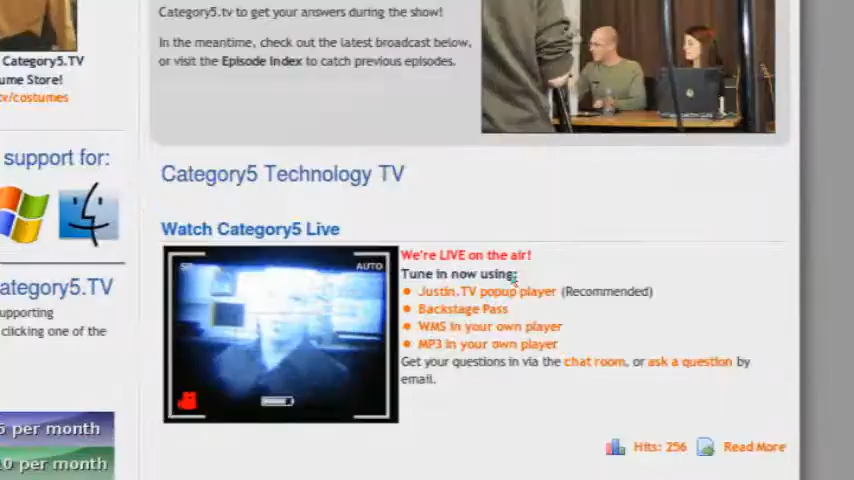 Category5.tv to get your answers during the show!
In the meantime, check out the latest broadcast below,
or visit the Episode Index to catch previous episodes.
Category5.TV
ume Store!
tv/costumes
support for:
Category5 Technology TV
Watch Category5 Live
We're LIVE on the air!
Tune in now using:
Justin.TV popup player (Recommended)
Backstage Pass
WMS in your own player
MP3 in your own player
Get your questions in via the chat room, or ask a question by
email.
AUTO
SP
ategory5.TV
upporting
clicking one of the
5 per month
0 per month
Hits: 256
Read More